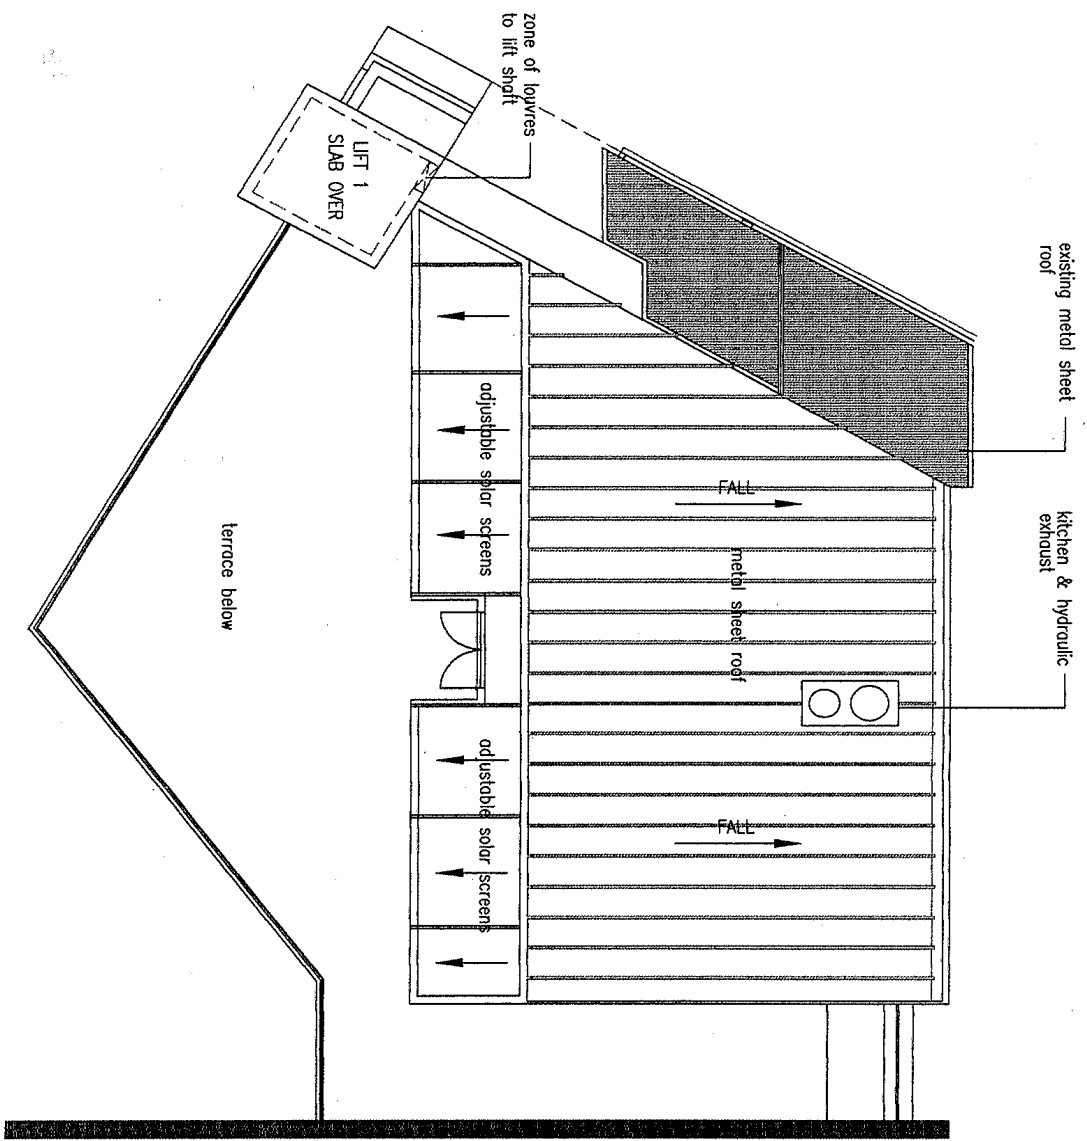 existing metal sheet
roof
kitchen & hydraulic
exhaust
zone of louvres
to lift shaft
LIFT 1
SLAB OVER
adjustable solar screens
FALL
metal sheet roof
terrace below
adjustable solar screens
FALL